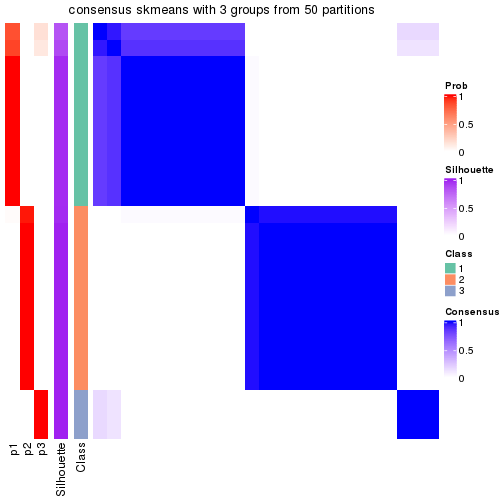 consensus skmeans with 3 groups from 50 partitions
Prob
1
0.5
0
Silhouette
1
0.5
0
Class
1
2
3
Consensus
1
0.5
0
p1
p2
p3
Silhouette
Class